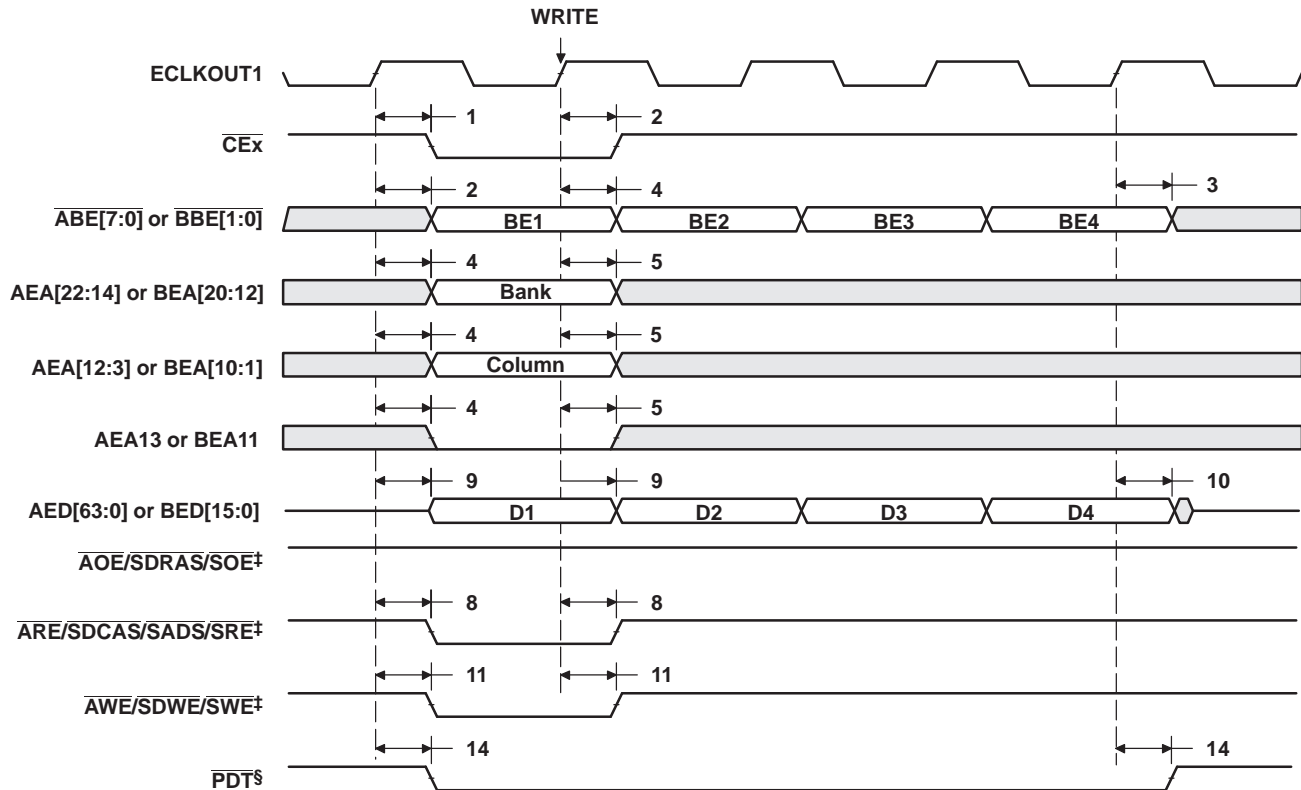 WRITE
ECLKOUT1
1 2
CEx
2 4 3
ABE[7:0] or BBE[1:0] BE1 BE2 BE3 BE4
4 5
AEA[22:14] or BEA[20:12] Bank
4 5
AEA[12:3] or BEA[10:1] Column
4 5
AEA13 or BEA11
9 9 10
AED[63:0] or BED[15:0] D1 D2 D3 D4
AOE/SDRAS/SOE‡
8 8
ARE/SDCAS/SADS/SRE‡
11 11
AWE/SDWE/SWE‡
14 14
PDT§